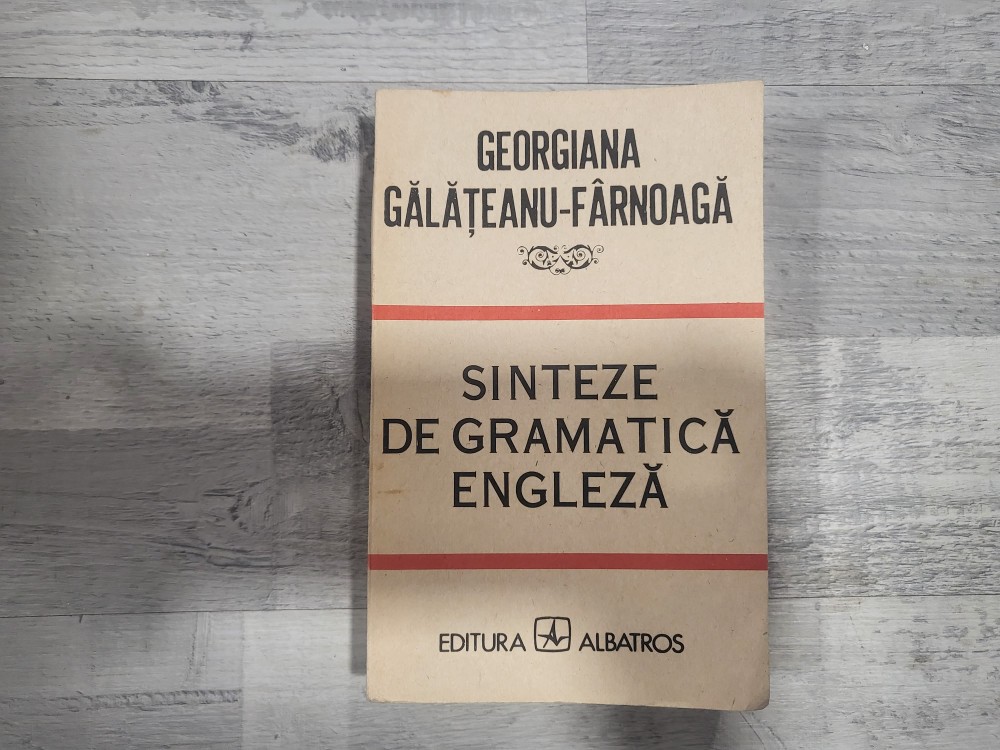 GEORGIANA
GĂLĂȚEANU-FÂRNOAGĂ
SINTEZE
DE GRAMATICĂ
ENGLEZĂ
EDITURA ALBATROS